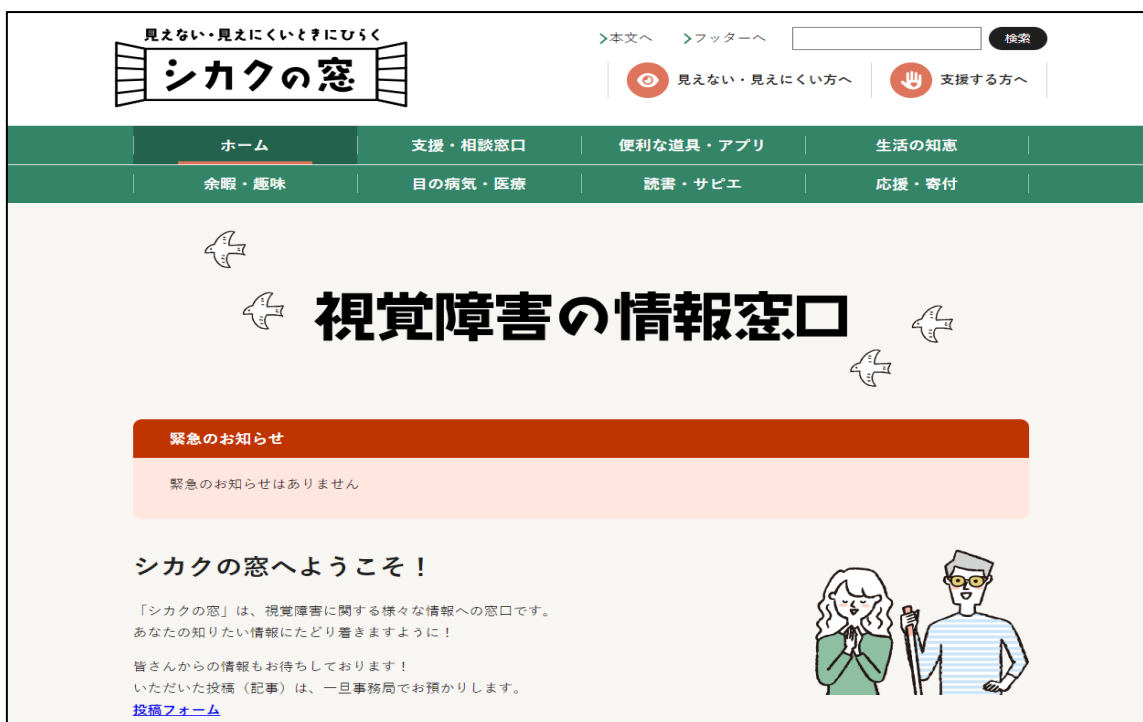 見えない・見えにくいときにひらく
シカクの窓
本文へ
フッターへ
検索
見えない・見えにくい方へ
支援する方へ
ホーム
支援・相談窓口
便利な道具・アプリ
生活の知恵
余暇・趣味
目の病気・医療
読書・サピエ
応援・寄付
視覚障害の情報窓口
緊急のお知らせ
緊急のお知らせはありません
シカクの窓へようこそ！
「シカクの窓」は、視覚障害に関する様々な情報への窓口です。
あなたの知りたい情報にたどり着きますように！
皆さんからの情報もお待ちしております！
いただいた投稿（記事）は、一旦事務局でお預かりします。
投稿フォーム